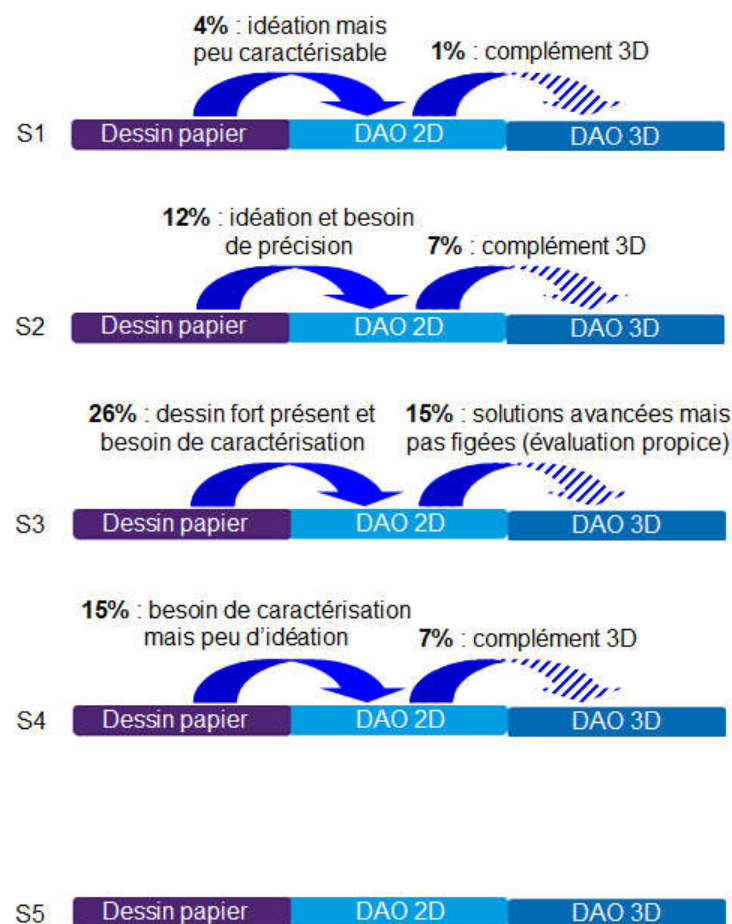 4% : idéation mais
peu caractérisable
1% : complément 3D
S1
Dessin papier
DAO 2D
DAO 3D
12% : idéation et besoin
de précision
7% : complément 3D
S2
Dessin papier
DAO 2D
DAO 3D
26% : dessin fort présent et
besoin de caractérisation
15% : solutions avancées mais
pas figées (évaluation propice)
S3
Dessin papier
DAO 2D
DAO 3D
15% : besoin de caractérisation
mais peu d'idéation
7% : complément 3D
S4
Dessin papier
DAO 2D
DAO 3D
S5
Dessin papier
DAO 2D
DAO 3D